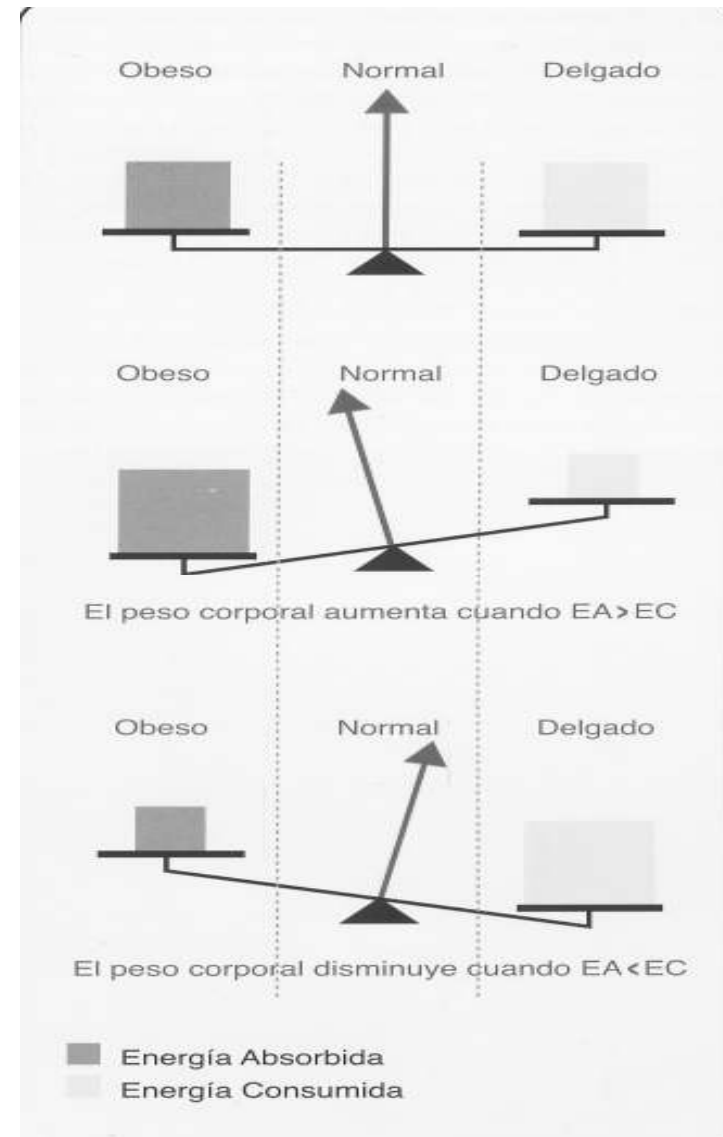 Obeso Normal Delgado
Obeso Normal Delgado
El peso corporal aumenta cuando EA>EC
Obeso Normal Delgado
El peso corporal disminuye cuando EA<EC
Energía Absorbida
Energía Consumida